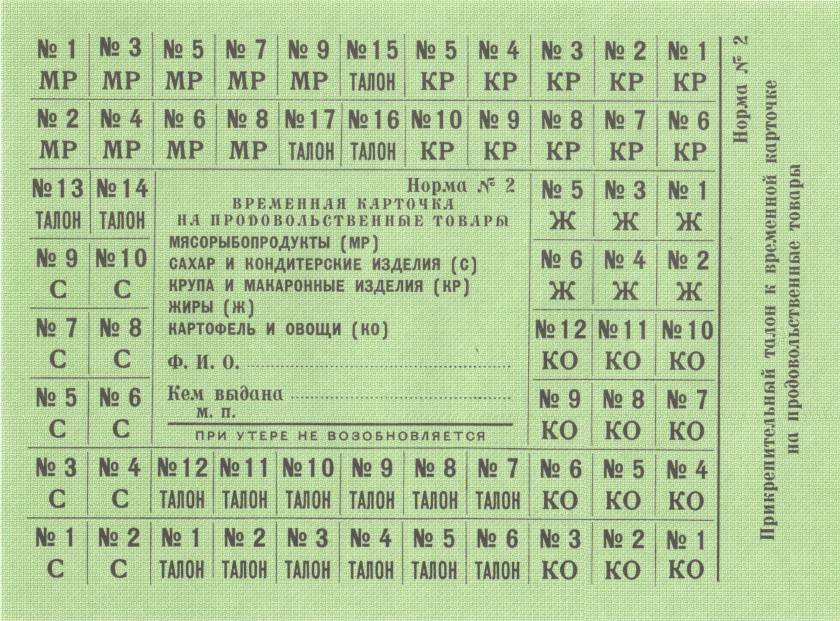 № 1 № 3 № 5 № 7 № 9 № 15 № 5 № 4 № 3 № 2 № 1
МР МР МР МР МР ТАЛОН КР КР КР КР КР
№ 2 № 4 № 6 № 8 № 17 № 16 № 10 № 9 № 8 № 7 № 6
МР МР МР МР ТАЛОН ТАЛОН КР КР КР КР КР
№ 13 № 14
ТАЛОН ТАЛОН
№ 9 № 10
С С
№ 7 № 8
С С
№ 5 № 6
С С
Норма № 2
ВРЕМЕННАЯ КАРТОЧКА
НА ПРОДОВОЛЬСТВЕННЫЕ ТОВАРЫ
МЯСОРЫБОПРОДУКТЫ (МР)
САХАР И КОНДИТЕРСКИЕ ИЗДЕЛИЯ (С)
КРУПА И МАКАРОННЫЕ ИЗДЕЛИЯ (КР)
ЖИРЫ (Ж)
КАРТОФЕЛЬ И ОВОЩИ (КО)
Ф. И. О.
Кем выдана
м. п.
ПРИ УТЕРЕ НЕ ВОЗОБНОВЛЯЕТСЯ
№ 5 № 3 № 1
Ж Ж Ж
№ 6 № 4 № 2
Ж Ж Ж
№ 12 № 11 № 10
КО КО КО
№ 9 № 8 № 7
КО КО КО
№ 3 № 4 № 12 № 11 № 10 № 9 № 8 № 7 № 6 № 5 № 4
С С ТАЛОН ТАЛОН ТАЛОН ТАЛОН ТАЛОН ТАЛОН КО КО КО
№ 1 № 2 № 1 № 2 № 3 № 4 № 5 № 6 № 3 № 2 № 1
С С ТАЛОН ТАЛОН ТАЛОН ТАЛОН ТАЛОН ТАЛОН КО КО КО
Норма № 2
Прикрепительный талон к временной карточке
на продовольственные товары